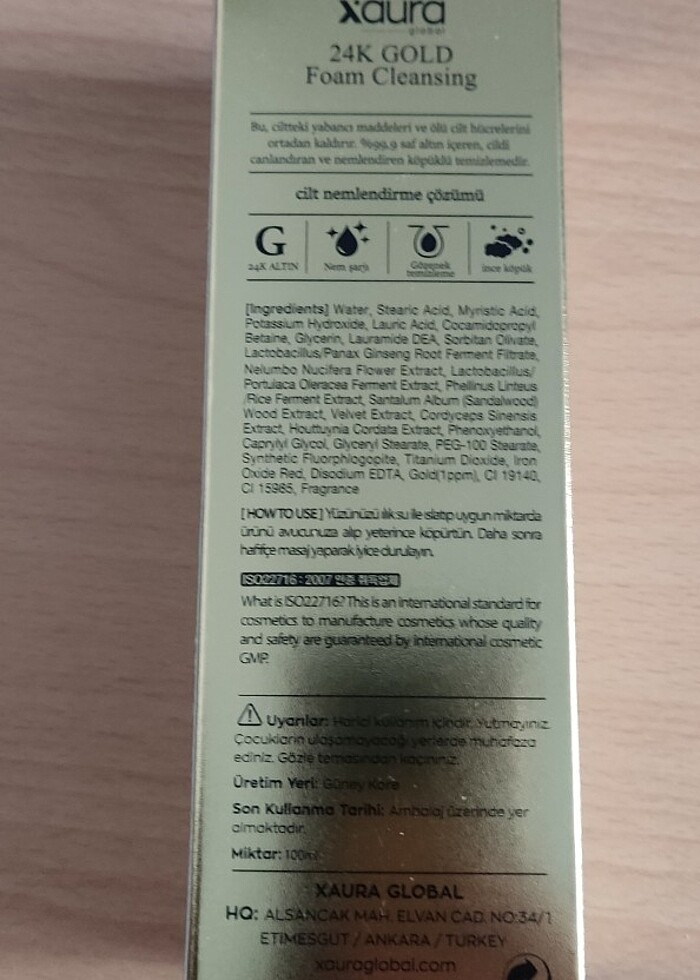 xaura
global
24K GOLD
Foam Cleansing
Bu, ciltteki yabancı maddeleri ve ölü cilt hücrelerini
ortadan kaldırır. %99.9 saf altın içeren, cildi
canlandıran ve nemlendiren köpüklü temizlemedir.
cilt nemlendirme çözümü
G
24K ALTIN
Nem şarjı
Gözenek
temizleme
ince köpük
[Ingredients] Water, Stearic Acid, Myristic Acid,
Potassium Hydroxide, Lauric Acid, Cocamidopropyl
Betaine, Glycerin, Lauramide DEA, Sorbitan Olivate,
Lactobacillus/Panax Ginseng Root Ferment Filtrate,
Nelumbo Nucifera Flower Extract, Lactobacillus/
Portulaca Oleracea Ferment Extract, Phellinus Linteus
/Rice Ferment Extract, Santalum Album (Sandalwood)
Wood Extract, Velvet Extract, Cordyceps Sinensis
Extract, Houttuynia Cordata Extract, Phenoxyethanol,
Caprylyl Glycol, Glyceryl Stearate, PEG-100 Stearate,
Synthetic Fluorphlogopite, Titanium Dioxide, Iron
Oxide Red, Disodium EDTA, Gold(1ppm), CI 19140,
CI 15985, Fragrance
[HOW TO USE] Yüzünüzü ılık su ile ıslatıp uygun miktarda
ürünü avucunuza alıp yeterince köpürtün. Daha sonra
hafifçe masaj yaparak iyice durulayın.
ISO22716 : 2007 인증 취득업체
What is ISO22716? This is an international standard for
cosmetics to manufacture cosmetics whose quality
and safety are guaranteed by international cosmetic
GMP.
Uyarılar: Harici kullanım içindir. Yutmayınız.
Çocukların ulaşamayacağı yerlerde muhafaza
ediniz. Gözle temasından kaçınınız.
Üretim Yeri: Güney Kore
Son Kullanma Tarihi: Ambalaj üzerinde yer
almaktadır.
Miktar: 100ml
XAURA GLOBAL
HQ: ALSANCAK MAH. ELVAN CAD. NO:34/1
ETIMESGUT / ANKARA / TURKEY
xauraglobal.com